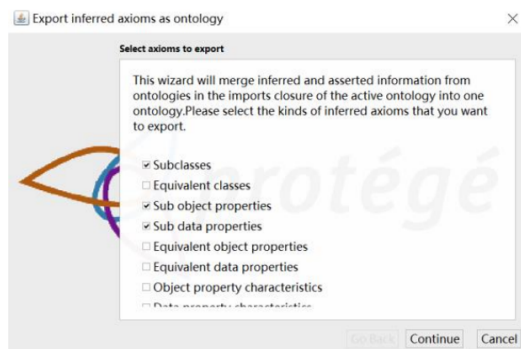 Export inferred axioms as ontology
Select axioms to export
This wizard will merge inferred and asserted information from
ontologies in the imports closure of the active ontology into one
ontology.Please select the kinds of inferred axioms that you want
to export.
protégé
Subclasses
Equivalent classes
Sub object properties
Sub data properties
Equivalent object properties
Equivalent data properties
Object property characteristics
Data property characteristics
Go Back Continue Cancel